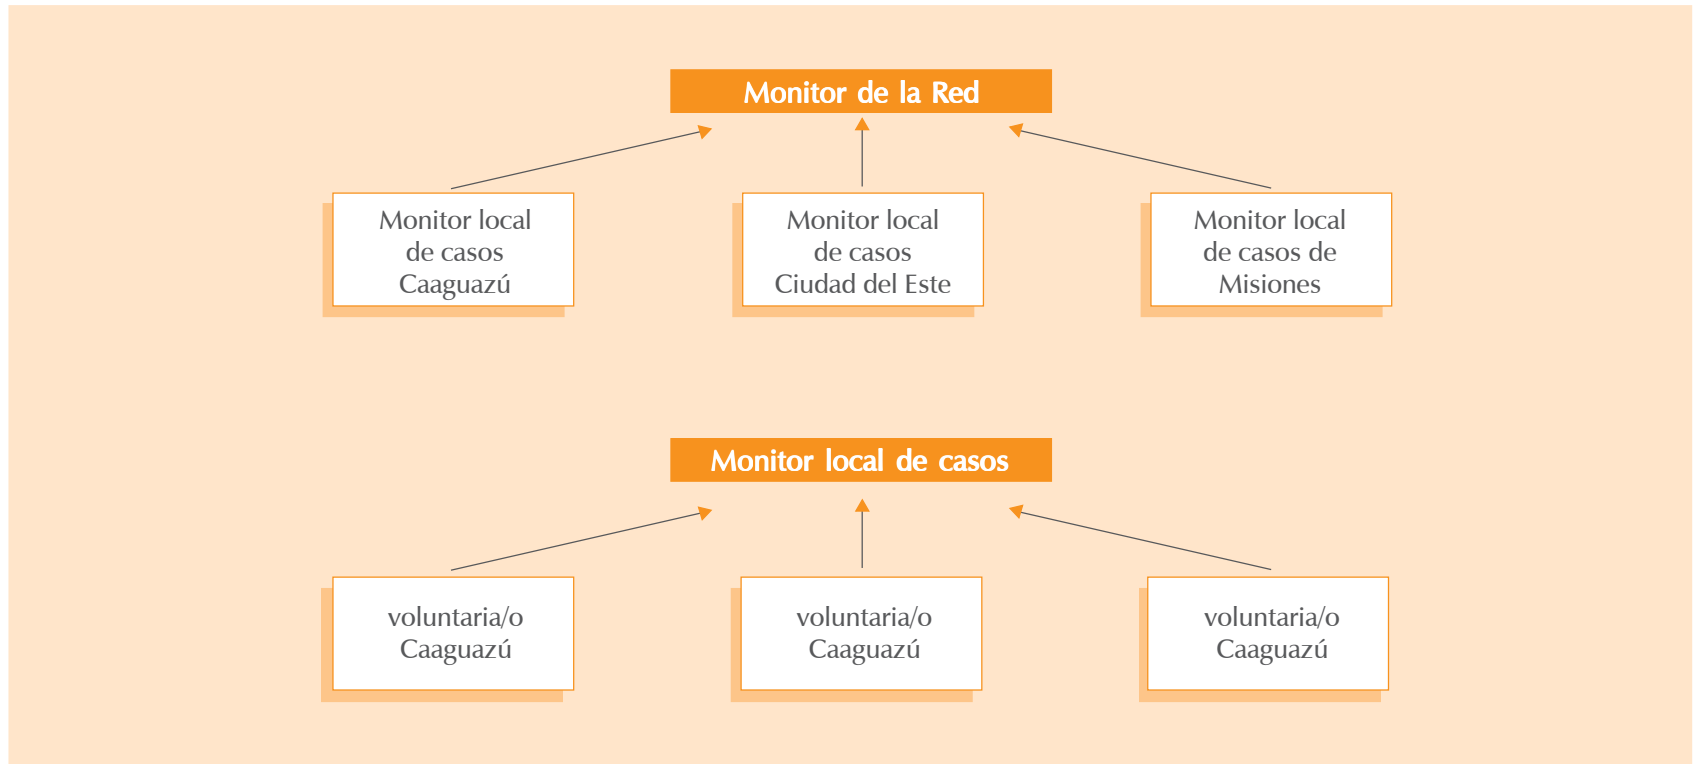 Monitor de la Red
Monitor local
de casos
Caaguazú
Monitor local
de casos
Ciudad del Este
Monitor local
de casos de
Misiones
Monitor local de casos
voluntaria/o
Caaguazú
voluntaria/o
Caaguazú
voluntaria/o
Caaguazú